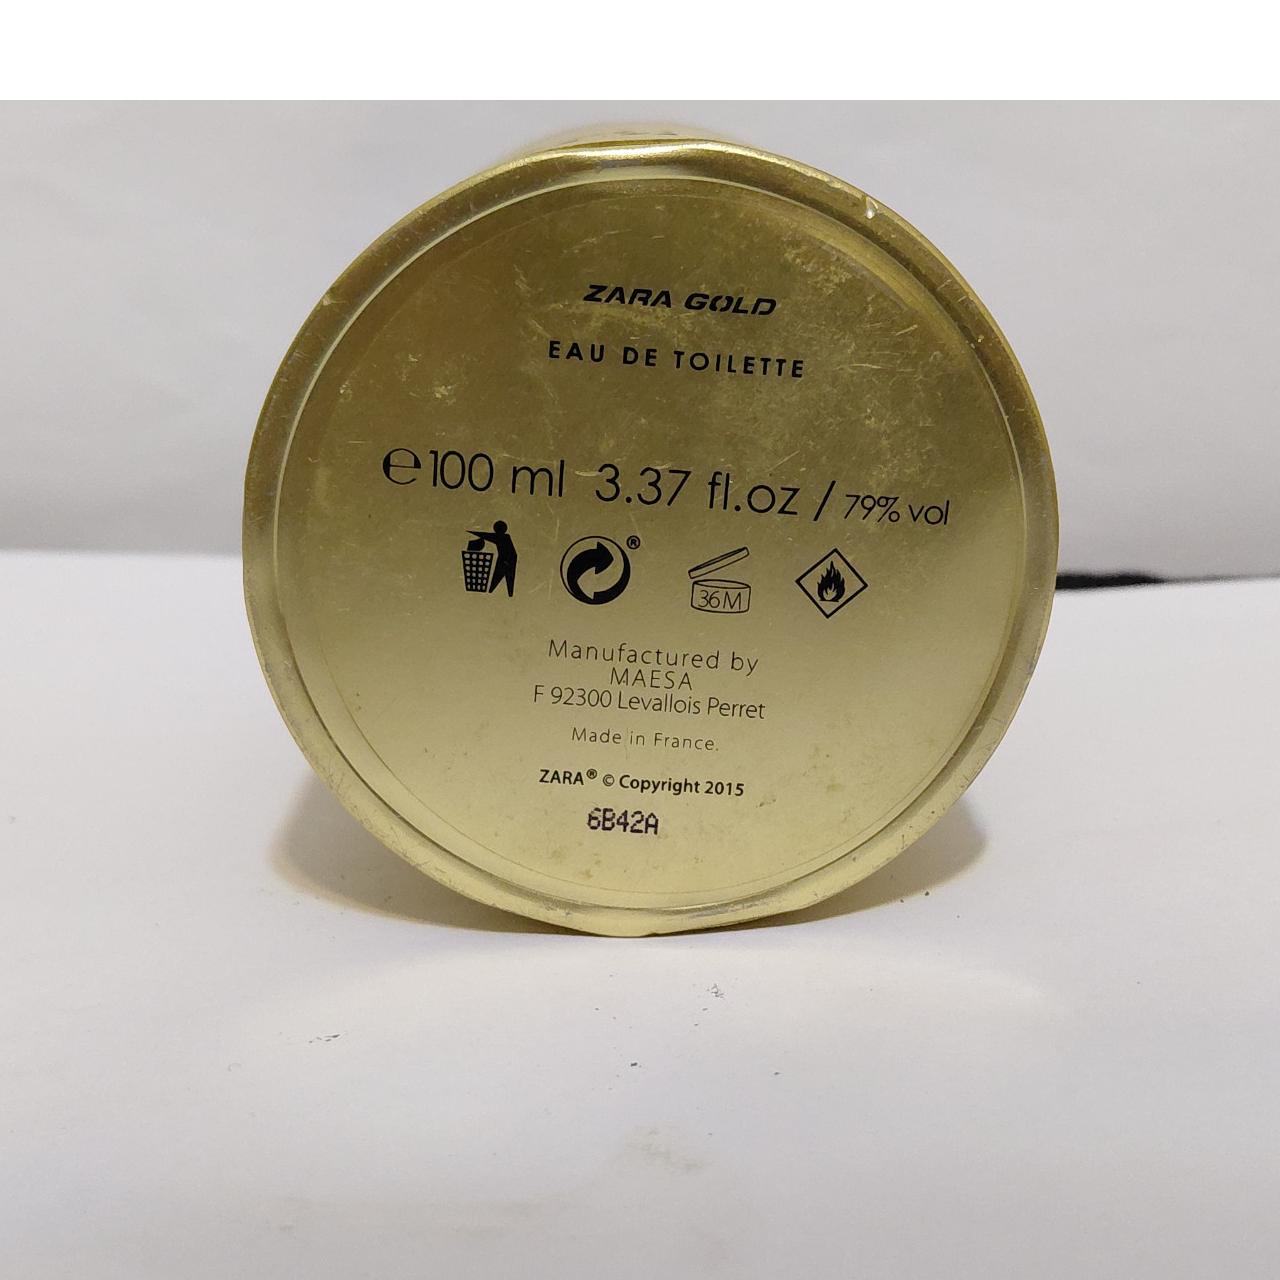 ZARA GOLD
EAU DE TOILETTE
℮100 ml 3.37 fl.oz / 79% vol
®
36M
Manufactured by
MAESA
F 92300 Levallois Perret
Made in France.
ZARA® © Copyright 2015
6B42A